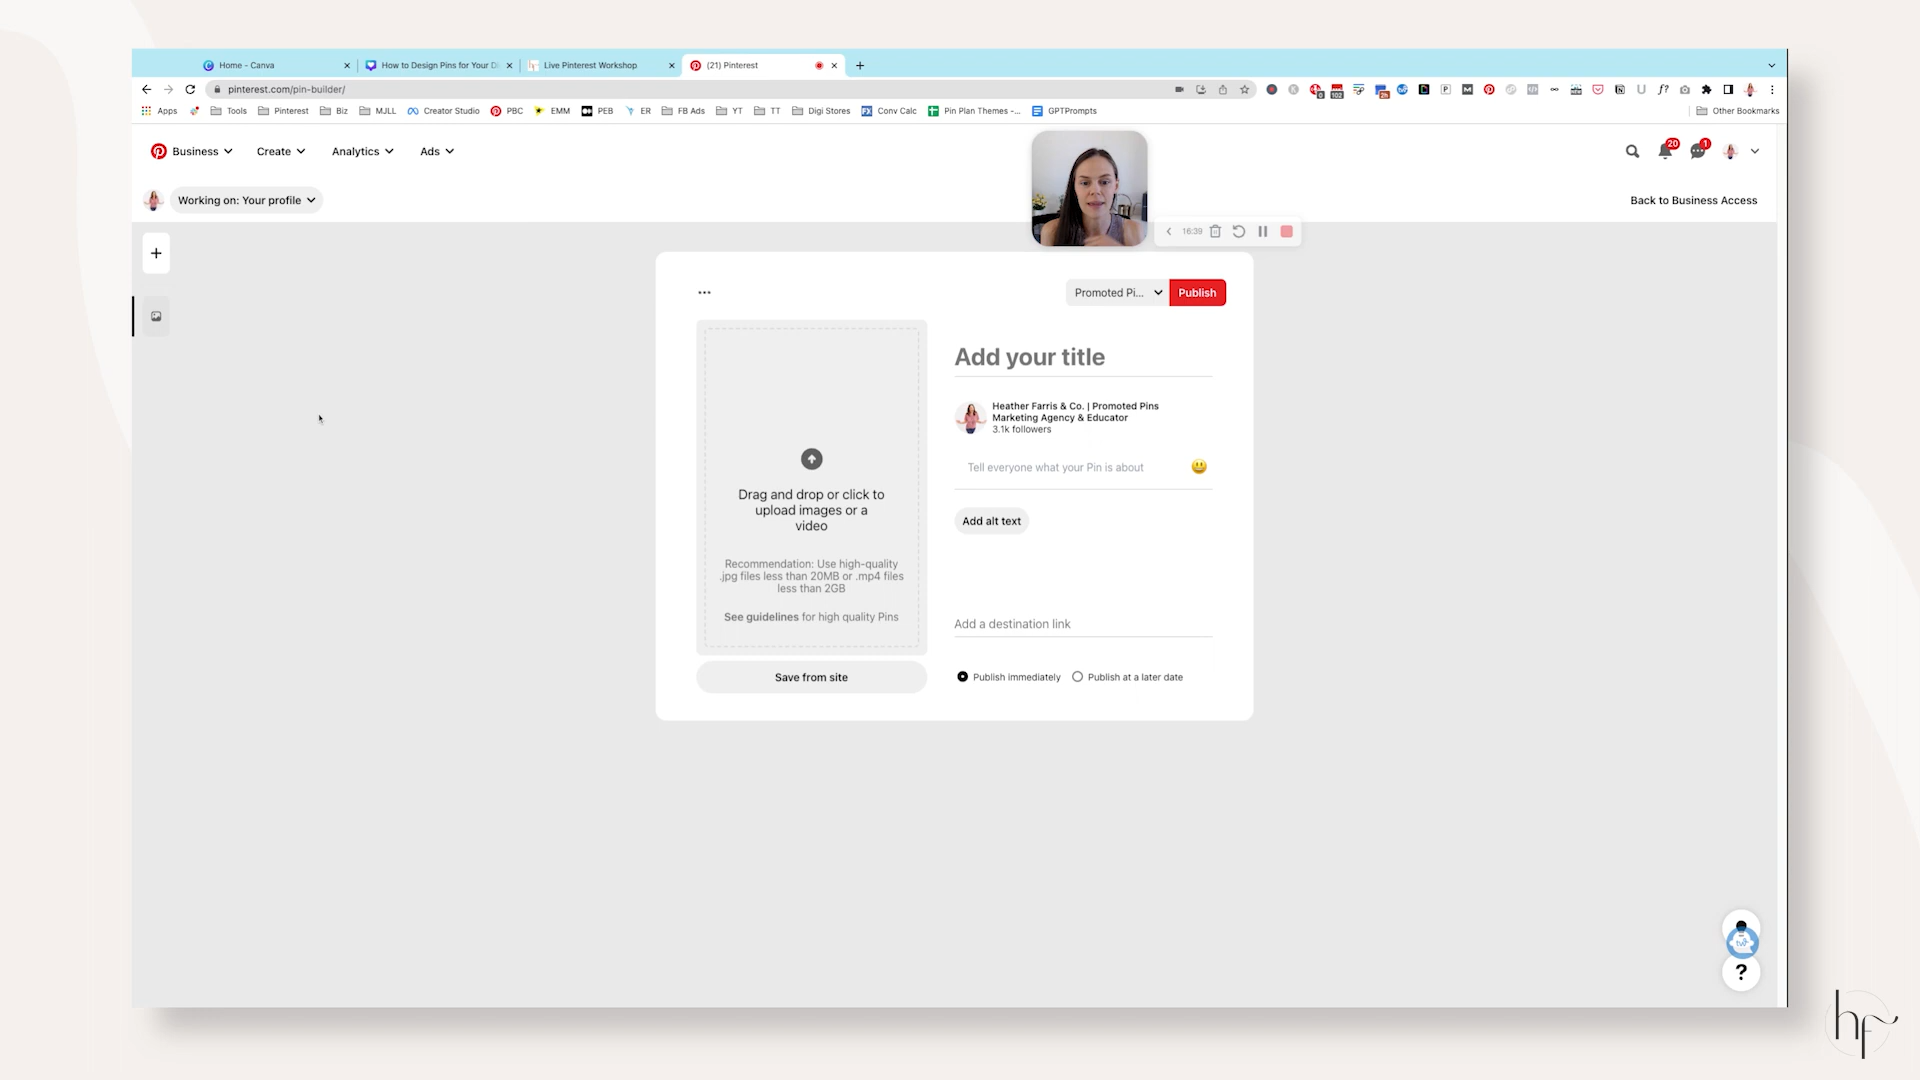 Home - Canva
How to Design Pins for Your D
Live Pinterest Workshop
(21) Pinterest
pinterest.com/pin-builder/
Apps
Tools
Pinterest
Biz
MJLL
Creator Studio
PBC
EMM
PEB
ER
FB Ads
YT
TT
Digi Stores
Conv Calc
Pin Plan Themes -...
GPTPrompts
Other Bookmarks
Business
Create
Analytics
Ads
20
1
Working on: Your profile
Back to Business Access
16:39
Promoted Pi...
Publish
Add your title
Heather Farris & Co. | Promoted Pins
Marketing Agency & Educator
3.1k followers
Tell everyone what your Pin is about
Add alt text
Drag and drop or click to
upload images or a
video
Recommendation: Use high-quality
.jpg files less than 20MB or .mp4 files
less than 2GB
See guidelines for high quality Pins
Add a destination link
Save from site
Publish immediately
Publish at a later date
?
hf